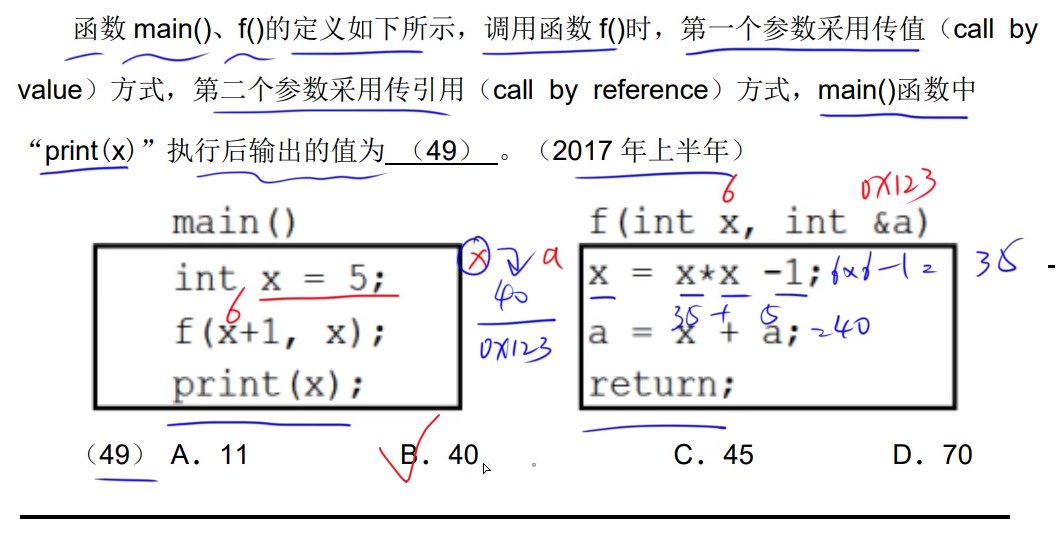 函数 main()、f()的定义如下所示，调用函数 f()时，第一个参数采用传值（call by
value）方式，第二个参数采用传引用（call by reference）方式，main()函数中
“print(x)”执行后输出的值为（49）。（2017 年上半年）
6 0x123
main() f(int x, int &a)
int x = 5; x a x = x*x -1; 6x6-1= 35
6 40 35 + 5
f(x+1, x); 0x123 a = x + a; =40
print(x); return;
（49） A. 11 B. 40 C. 45 D. 70